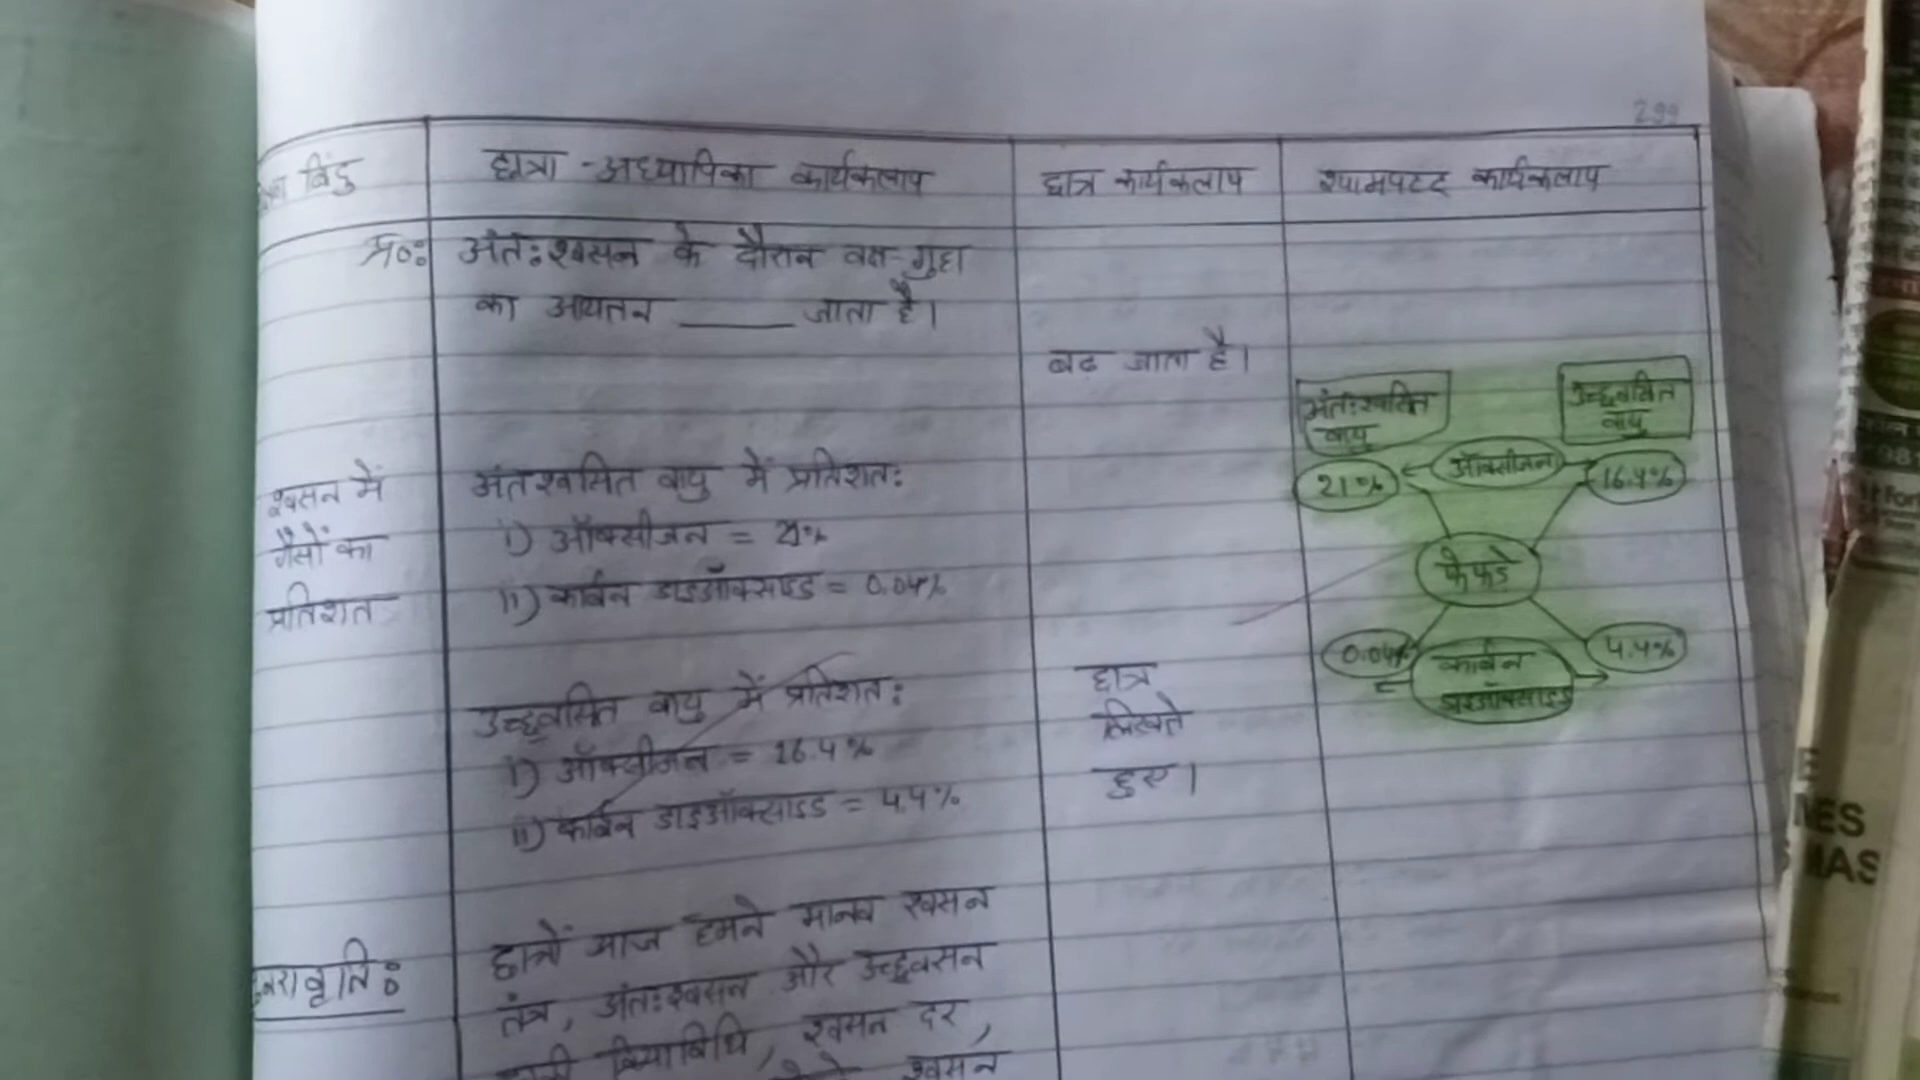 299
बिंदु
छात्रा - अध्यापिका कार्यकलाप
छात्र कार्यकलाप
श्यामपटट कार्यकलाप
प्र०:
अंतः श्वसन के दौरान वक्ष-गुहा
का आयतन ______ जाता है।
बढ जाता है।
श्वसन में
गैसों का
प्रतिशत
अंतश्वसित वायु में प्रतिशत:
i) ऑक्सीजन = 21%
ii) कार्बन डाइऑक्साइड = 0.04%
उच्छ्वसित वायु में प्रतिशत:
i) ऑक्सीजन = 16.4%
ii) कार्बन डाइऑक्साइड = 4.4%
छात्र
लिखते
हुए।
अंतःश्वसित
वायु
उच्छ्वसित
वायु
21%
ऑक्सीजन
16.4%
फेफडे
0.04%
कार्बन
डाइऑक्साइड
4.4%
छात्रों आज हमने मानव श्वसन
तंत्र, अंतःश्वसन और उच्छ्वसन
क्रियाविधि, श्वसन दर,
श्वसन